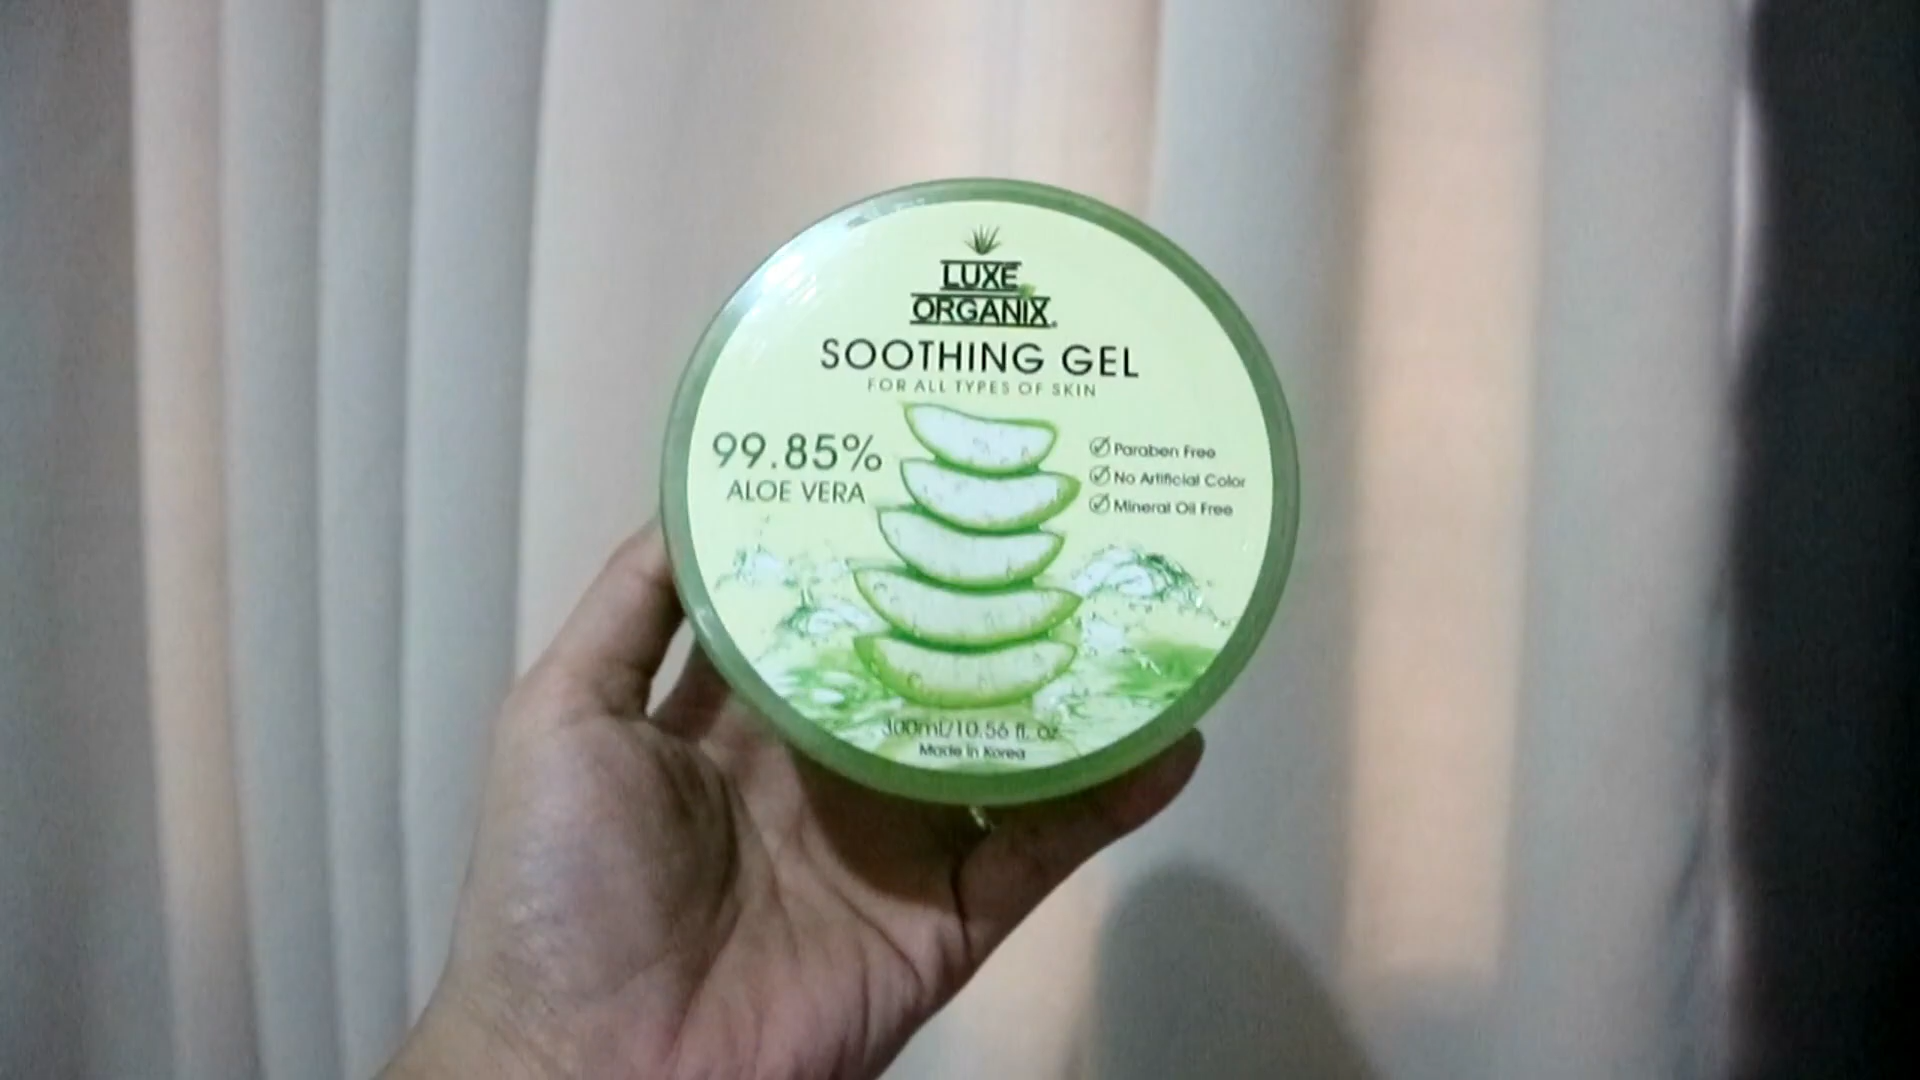 LUXE
ORGANIX
SOOTHING GEL
FOR ALL TYPES OF SKIN
99.85%
ALOE VERA
Paraben Free
No Artificial Color
Mineral Oil Free
300mL/10.56 fl. oz
Made in Korea